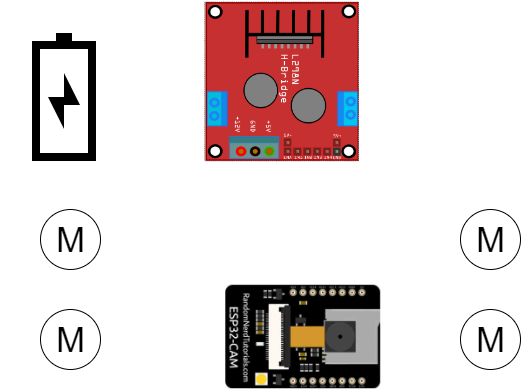 L298N
H-Bridge
+12V
GND
+5V
M
M
M
M
RandomNerdTutorials.com
ESP32-CAM